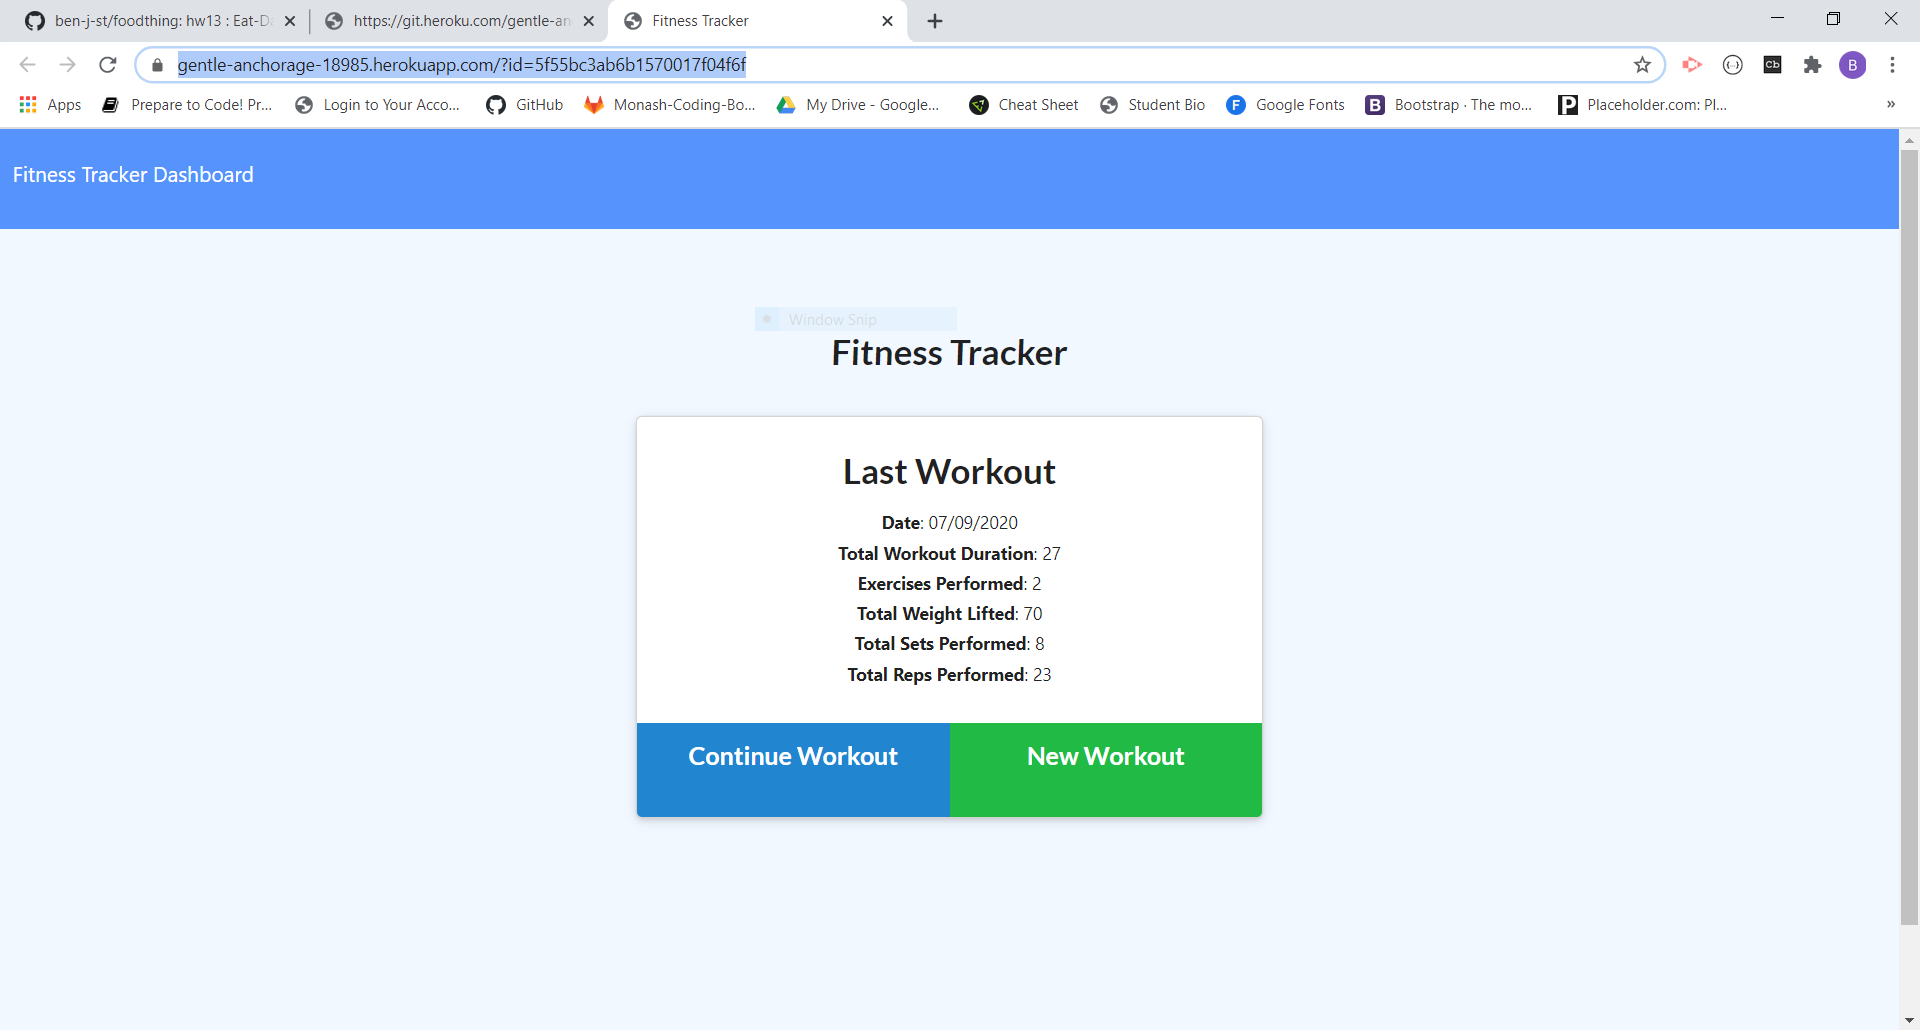 ben-j-st/foodthing: hw13 : Eat-Da
https://git.heroku.com/gentle-an
Fitness Tracker
gentle-anchorage-18985.herokuapp.com/?id=5f55bc3ab6b1570017f04f6f
B
Apps
Prepare to Code! Pr...
Login to Your Acco...
GitHub
Monash-Coding-Bo...
My Drive - Google...
Cheat Sheet
Student Bio
F Google Fonts
B Bootstrap · The mo...
P Placeholder.com: Pl...
»
Fitness Tracker Dashboard
Window Snip
Fitness Tracker
Last Workout
Date: 07/09/2020
Total Workout Duration: 27
Exercises Performed: 2
Total Weight Lifted: 70
Total Sets Performed: 8
Total Reps Performed: 23
Continue Workout
New Workout